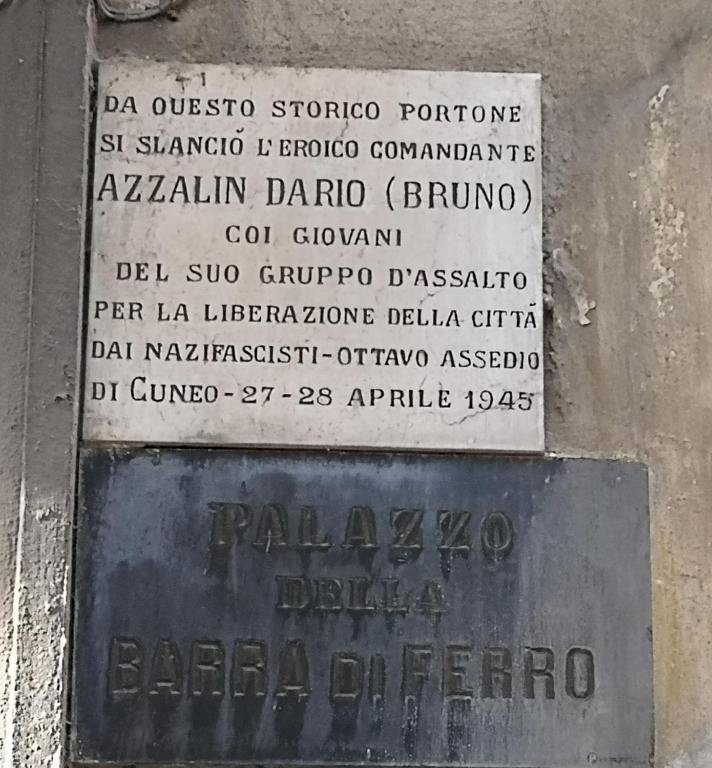 DA QUESTO STORICO PORTONE
SI SLANCIÒ L'EROICO COMANDANTE
AZZALIN DARIO (BRUNO)
COI GIOVANI
DEL SUO GRUPPO D'ASSALTO
PER LA LIBERAZIONE DELLA CITTÀ
DAI NAZIFASCISTI-OTTAVO ASSEDIO
DI CUNEO-27-28 APRILE 1945
PALAZZO
DELLA
BARRA DI FERRO